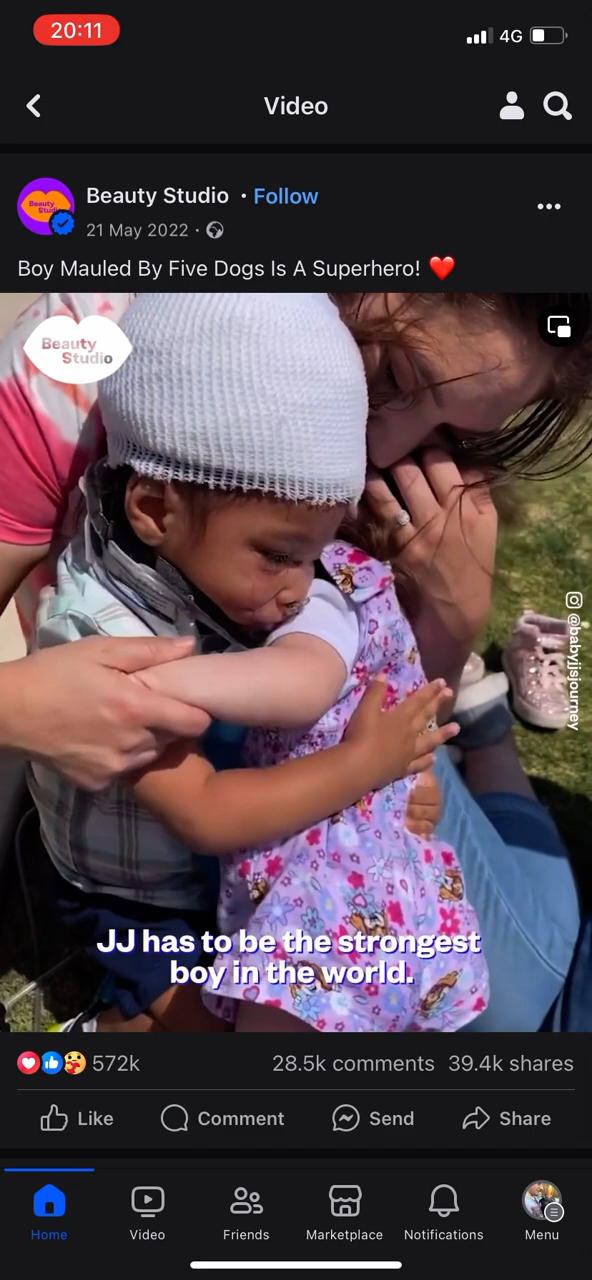 20:11
4G
Video
Beauty Studio · Follow
21 May 2022 ·
Boy Mauled By Five Dogs Is A Superhero! ❤️
Beauty
Studio
@babyjjsjourney
JJ has to be the strongest
boy in the world.
572k 28.5k comments 39.4k shares
Like Comment Send Share
Home Video Friends Marketplace Notifications Menu